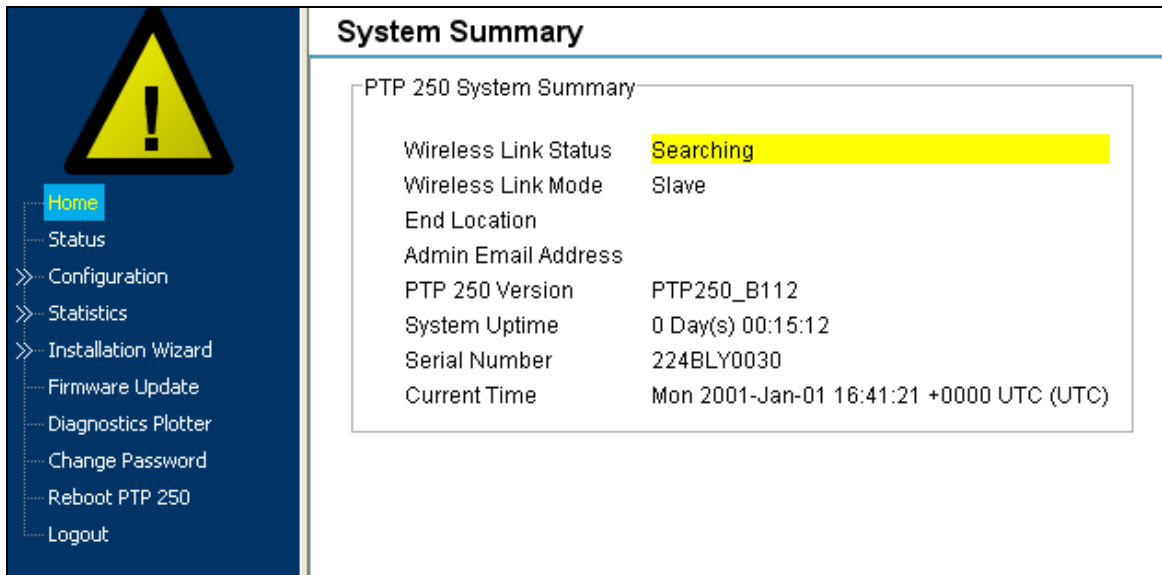 !
Home
Status
Configuration
Statistics
Installation Wizard
Firmware Update
Diagnostics Plotter
Change Password
Reboot PTP 250
Logout
System Summary
PTP 250 System Summary
Wireless Link Status Searching
Wireless Link Mode Slave
End Location
Admin Email Address
PTP 250 Version PTP250_B112
System Uptime 0 Day(s) 00:15:12
Serial Number 224BLY0030
Current Time Mon 2001-Jan-01 16:41:21 +0000 UTC (UTC)